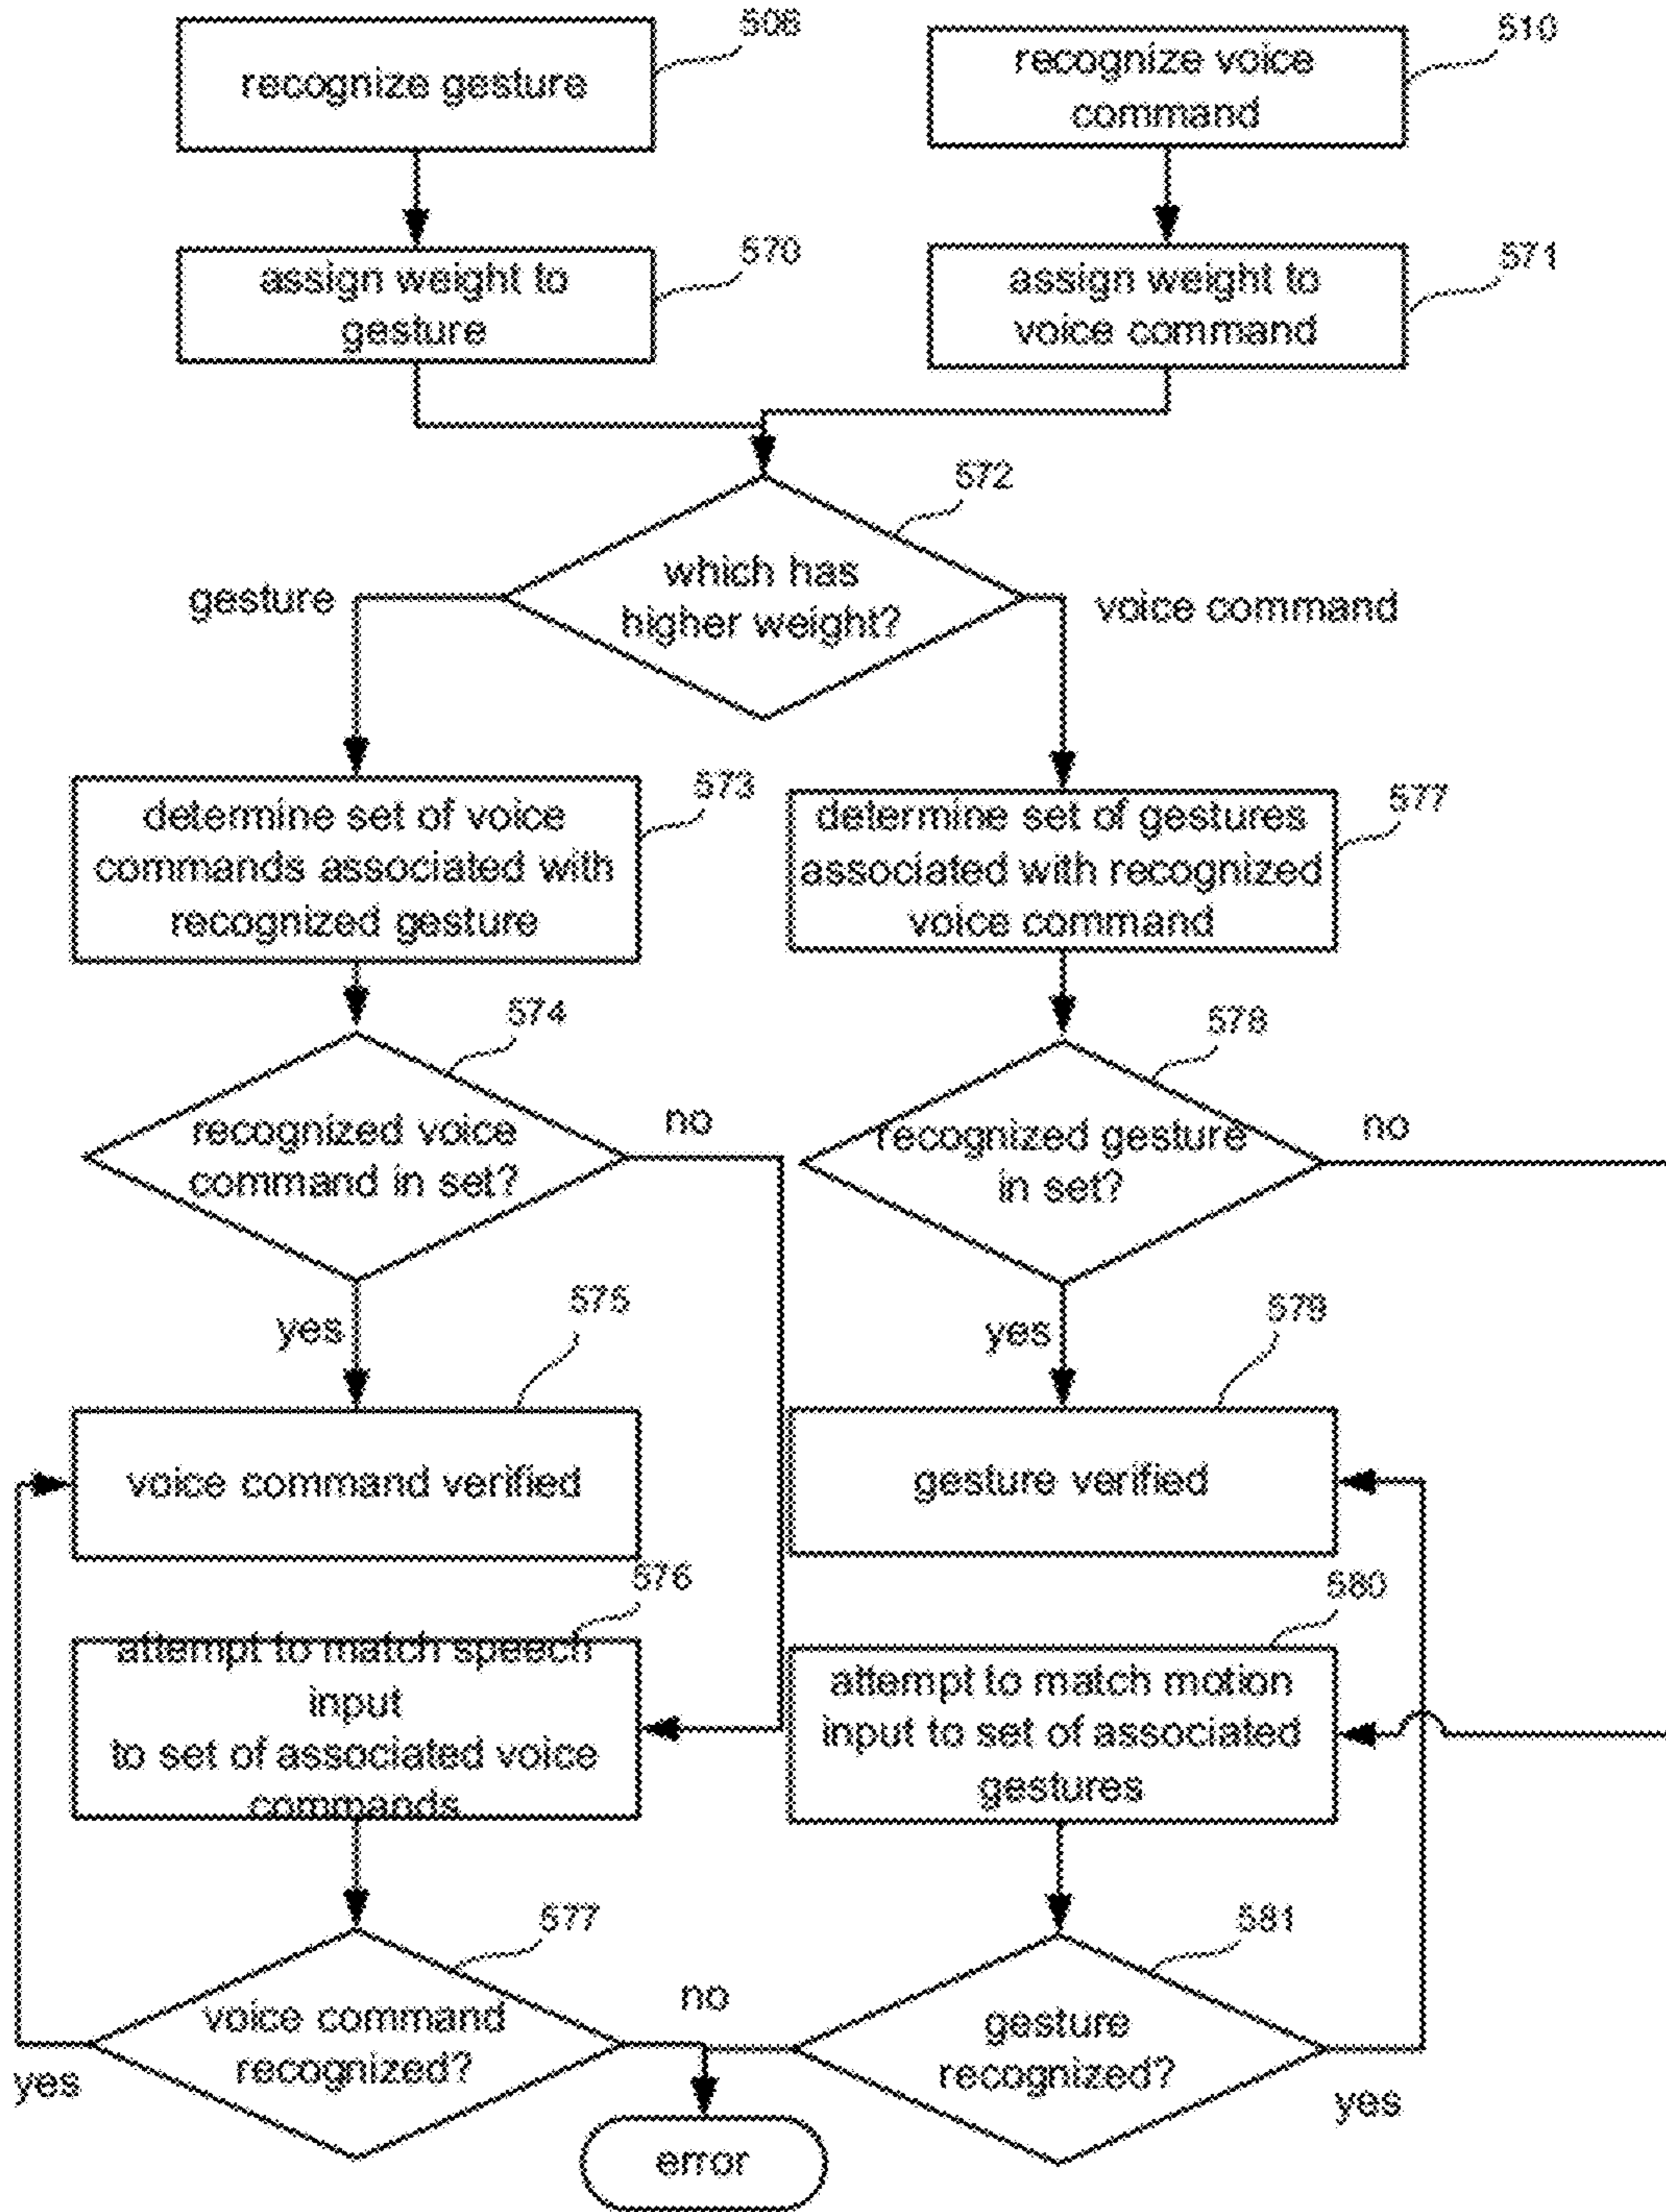 506
recognize gesture
510
recognize voice
command
570
assign weight to
gesture
571
assign weight to
voice command
572
which has
higher weight?
gesture
voice command
573
determine set of voice
commands associated with
recognized gesture
577
determine set of gestures
associated with recognized
voice command
574
recognized voice
command in set?
no
578
recognized gesture
in set?
no
yes
575
voice command verified
yes
579
gesture verified
576
attempt to match speech
input
to set of associated voice
commands
580
attempt to match motion
input to set of associated
gestures
577
voice command
recognized?
no
581
gesture
recognized?
yes
yes
error